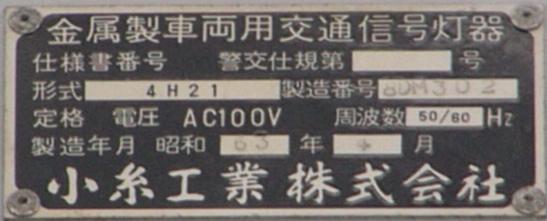 金属製車両用交通信号灯器
仕様書番号 警交仕規第 号
形式 4H21 製造番号 8DM302
定格 電圧 AC100V 周波数 50/60 Hz
製造年月 昭和 63 年 4 月
小糸工業株式会社